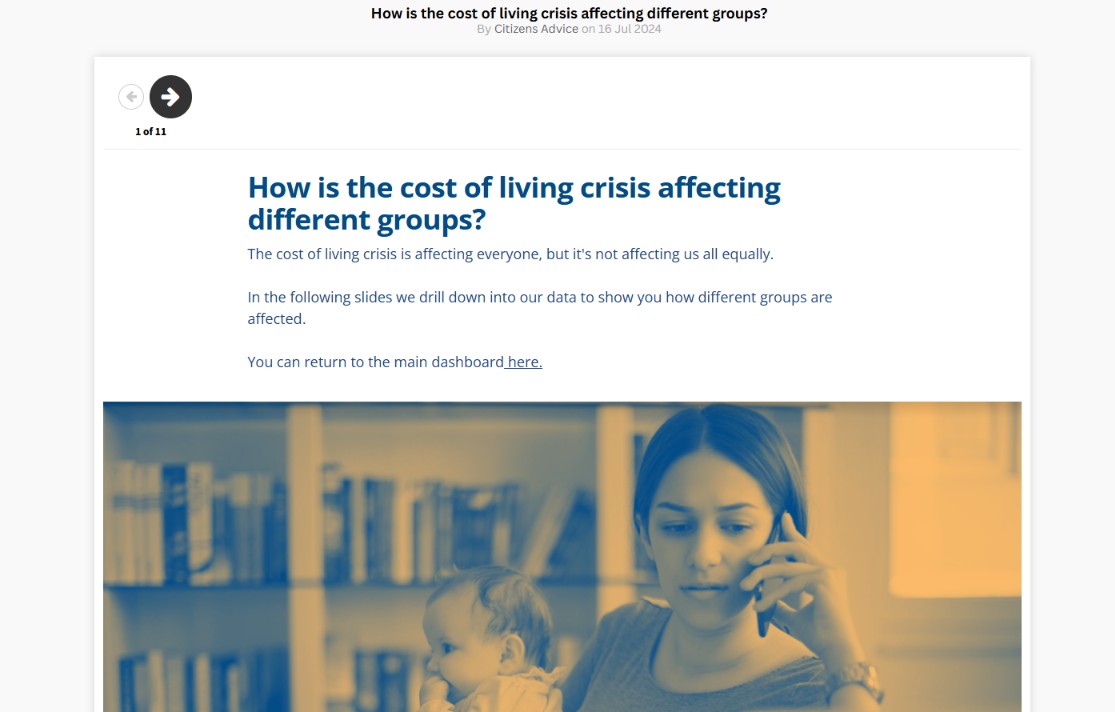 How is the cost of living crisis affecting different groups?
By Citizens Advice on 16 Jul 2024
1 of 11
How is the cost of living crisis affecting
different groups?
The cost of living crisis is affecting everyone, but it's not affecting us all equally.
In the following slides we drill down into our data to show you how different groups are
affected.
You can return to the main dashboard here.